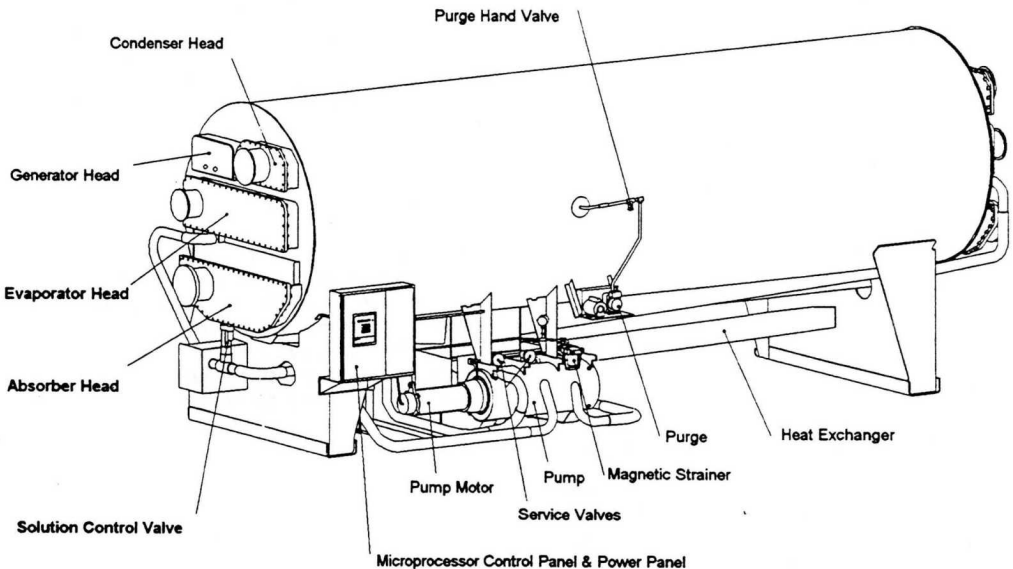 Purge Hand Valve
Condenser Head
Generator Head
Evaporator Head
Absorber Head
Purge
Heat Exchanger
Magnetic Strainer
Pump
Pump Motor
Service Valves
Solution Control Valve
Microprocessor Control Panel & Power Panel